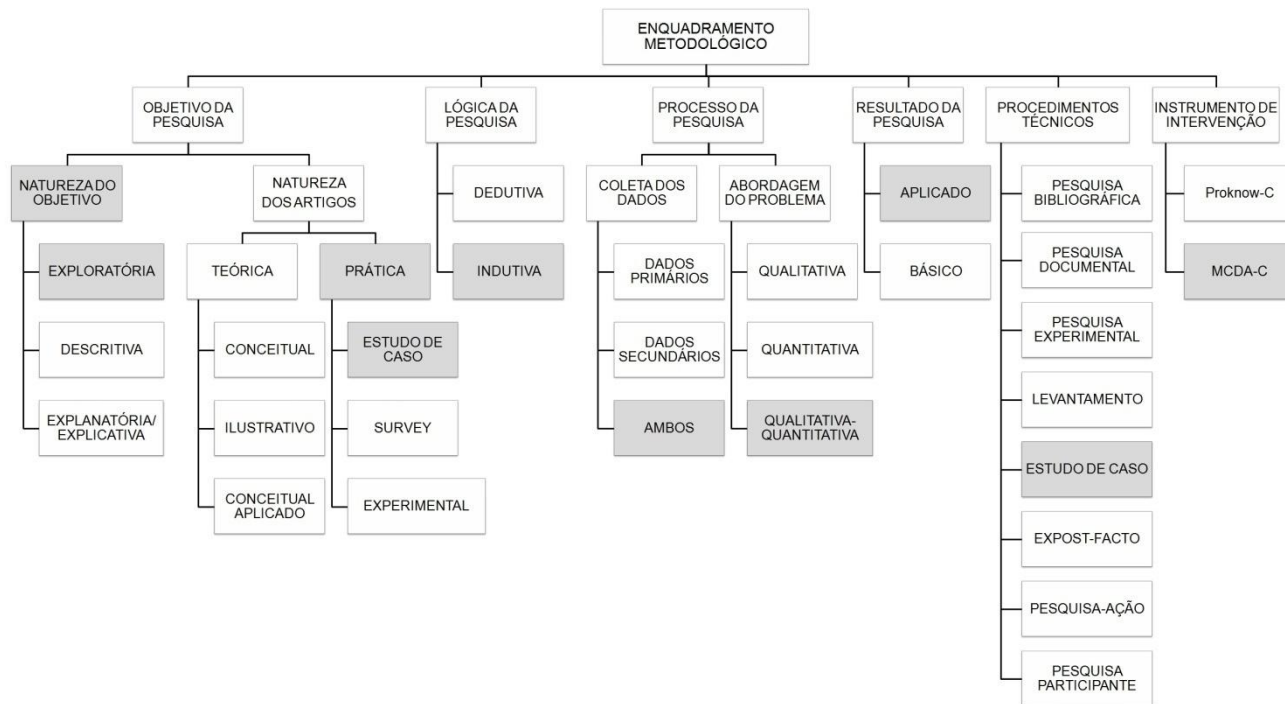 ENQUADRAMENTO
METODOLÓGICO
OBJETIVO DA
PESQUISA
LÓGICA DA
PESQUISA
PROCESSO DA
PESQUISA
RESULTADO DA
PESQUISA
PROCEDIMENTOS
TÉCNICOS
INSTRUMENTO DE
INTERVENÇÃO
NATUREZA DO
OBJETIVO
NATUREZA
DOS ARTIGOS
DEDUTIVA
COLETA DOS
DADOS
ABORDAGEM
DO PROBLEMA
APLICADO
PESQUISA
BIBLIOGRÁFICA
Proknow-C
EXPLORATÓRIA
TEÓRICA
PRÁTICA
INDUTIVA
DADOS
PRIMÁRIOS
QUALITATIVA
BÁSICO
PESQUISA
DOCUMENTAL
MCDA-C
DESCRITIVA
CONCEITUAL
ESTUDO DE
CASO
DADOS
SECUNDÁRIOS
QUANTITATIVA
PESQUISA
EXPERIMENTAL
EXPLANATÓRIA/
EXPLICATIVA
ILUSTRATIVO
SURVEY
AMBOS
QUALITATIVA-
QUANTITATIVA
LEVANTAMENTO
CONCEITUAL
APLICADO
EXPERIMENTAL
ESTUDO DE CASO
EXPOST-FACTO
PESQUISA-AÇÃO
PESQUISA
PARTICIPANTE